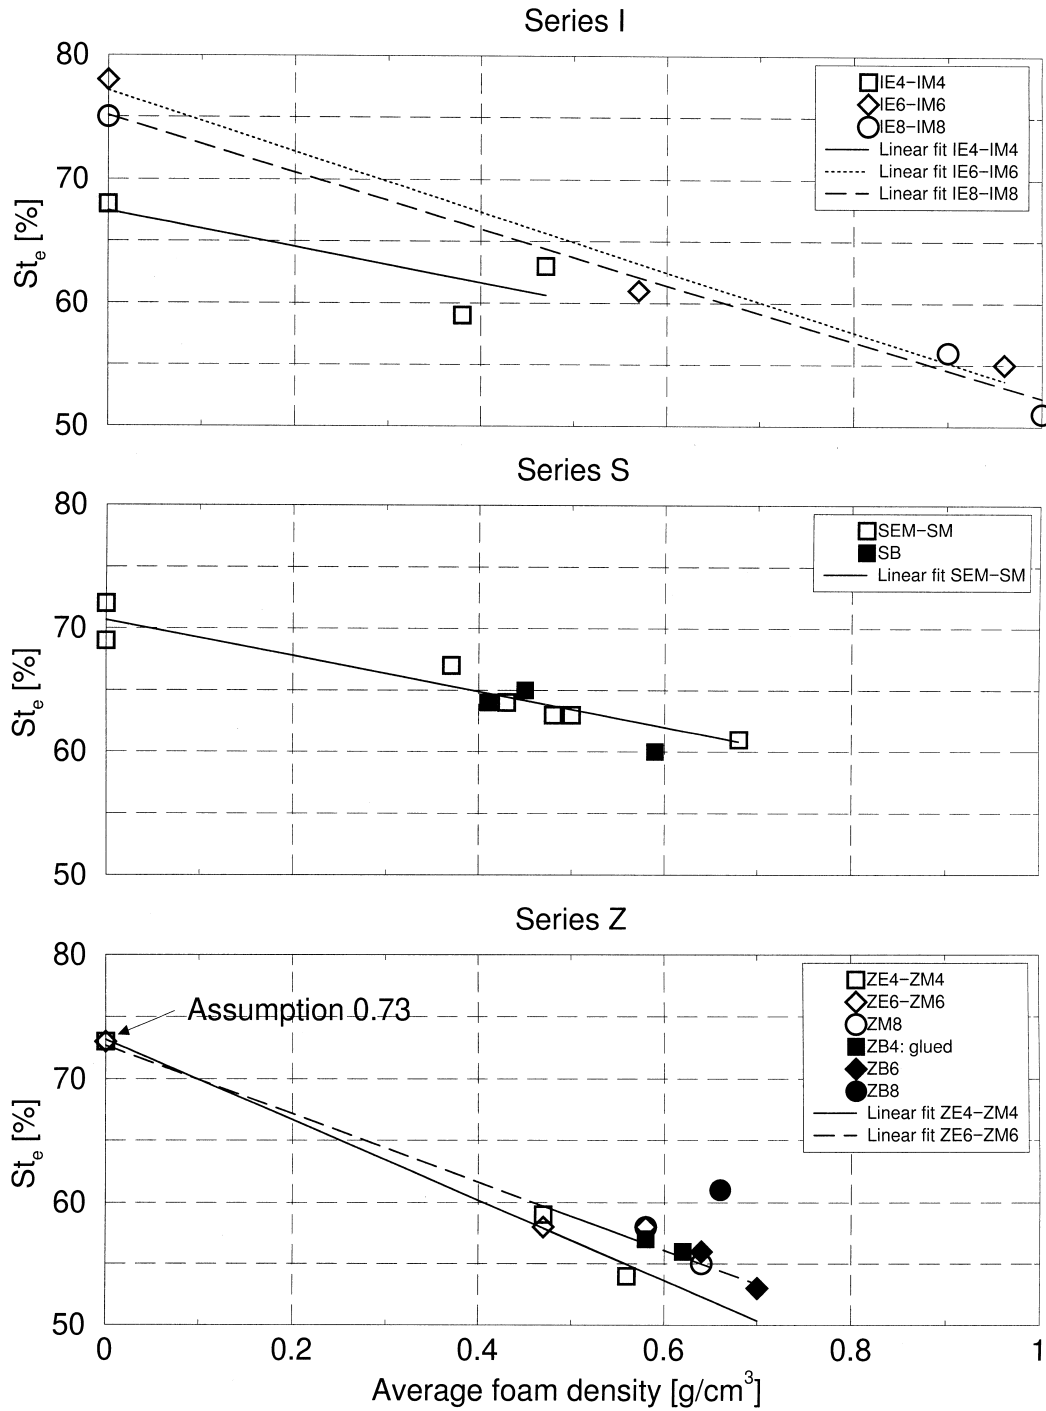 Series I
80
70
60
50
St_e [%]
IE4−IM4
IE6−IM6
IE8−IM8
Linear fit IE4−IM4
Linear fit IE6−IM6
Linear fit IE8−IM8
Series S
80
70
60
50
St_e [%]
SEM−SM
SB
Linear fit SEM−SM
Series Z
80
70
60
50
St_e [%]
Assumption 0.73
ZE4−ZM4
ZE6−ZM6
ZM8
ZB4: glued
ZB6
ZB8
Linear fit ZE4−ZM4
Linear fit ZE6−ZM6
0 0.2 0.4 0.6 0.8 1
Average foam density [g/cm³]